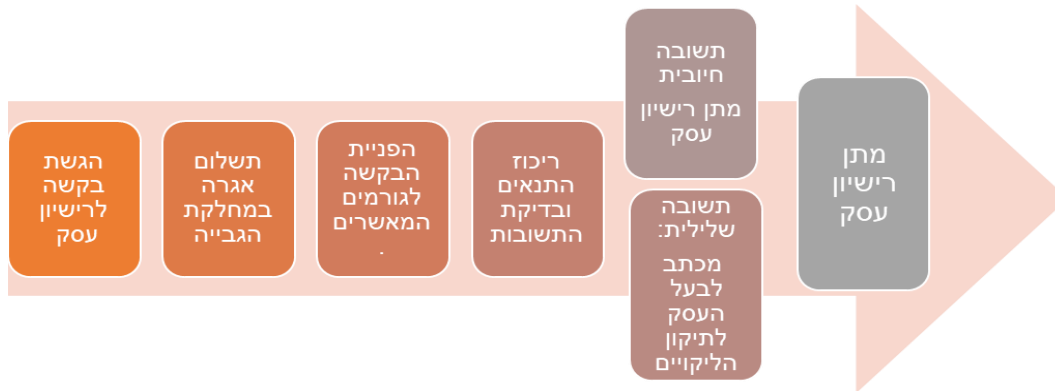 הגשת
בקשה
לרישיון
עסק
תשלום
אגרה
במחלקת
הגבייה
הפניית
הבקשה
לגורמים
המאשרים
.
ריכוז
התנאים
ובדיקת
התשובות
תשובה
חיובית
מתן רישיון
עסק
תשובה
שלילית:
מכתב
לבעל
העסק
לתיקון
הליקויים
מתן
רישיון
עסק